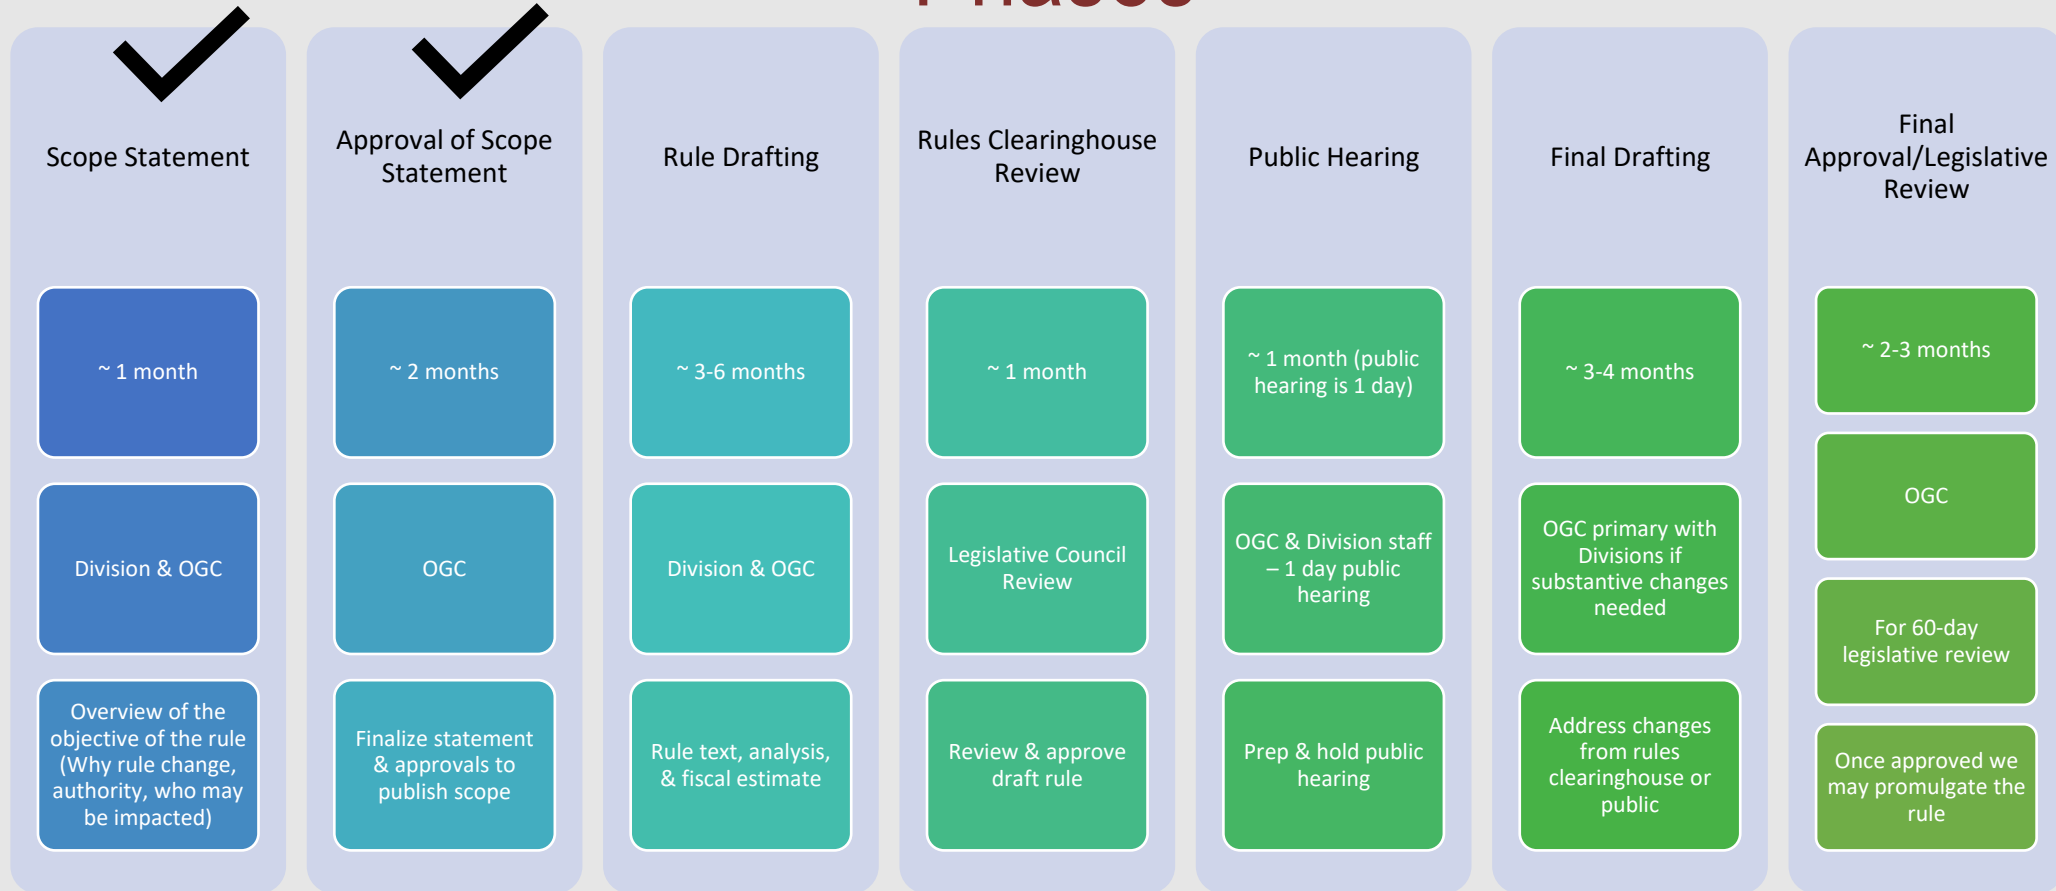 Scope Statement
~ 1 month
Division & OGC
Overview of the
objective of the rule
(Why rule change,
authority, who may
be impacted)
Approval of Scope
Statement
~ 2 months
OGC
Finalize statement
& approvals to
publish scope
Rule Drafting
~ 3-6 months
Division & OGC
Rule text, analysis,
& fiscal estimate
Rules Clearinghouse
Review
~ 1 month
Legislative Council
Review
Review & approve
draft rule
Public Hearing
~ 1 month (public
hearing is 1 day)
OGC & Division staff
– 1 day public
hearing
Prep & hold public
hearing
Final Drafting
~ 3-4 months
OGC primary with
Divisions if
substantive changes
needed
Address changes
from rules
clearinghouse or
public
Final
Approval/Legislative
Review
~ 2-3 months
OGC
For 60-day
legislative review
Once approved we
may promulgate the
rule